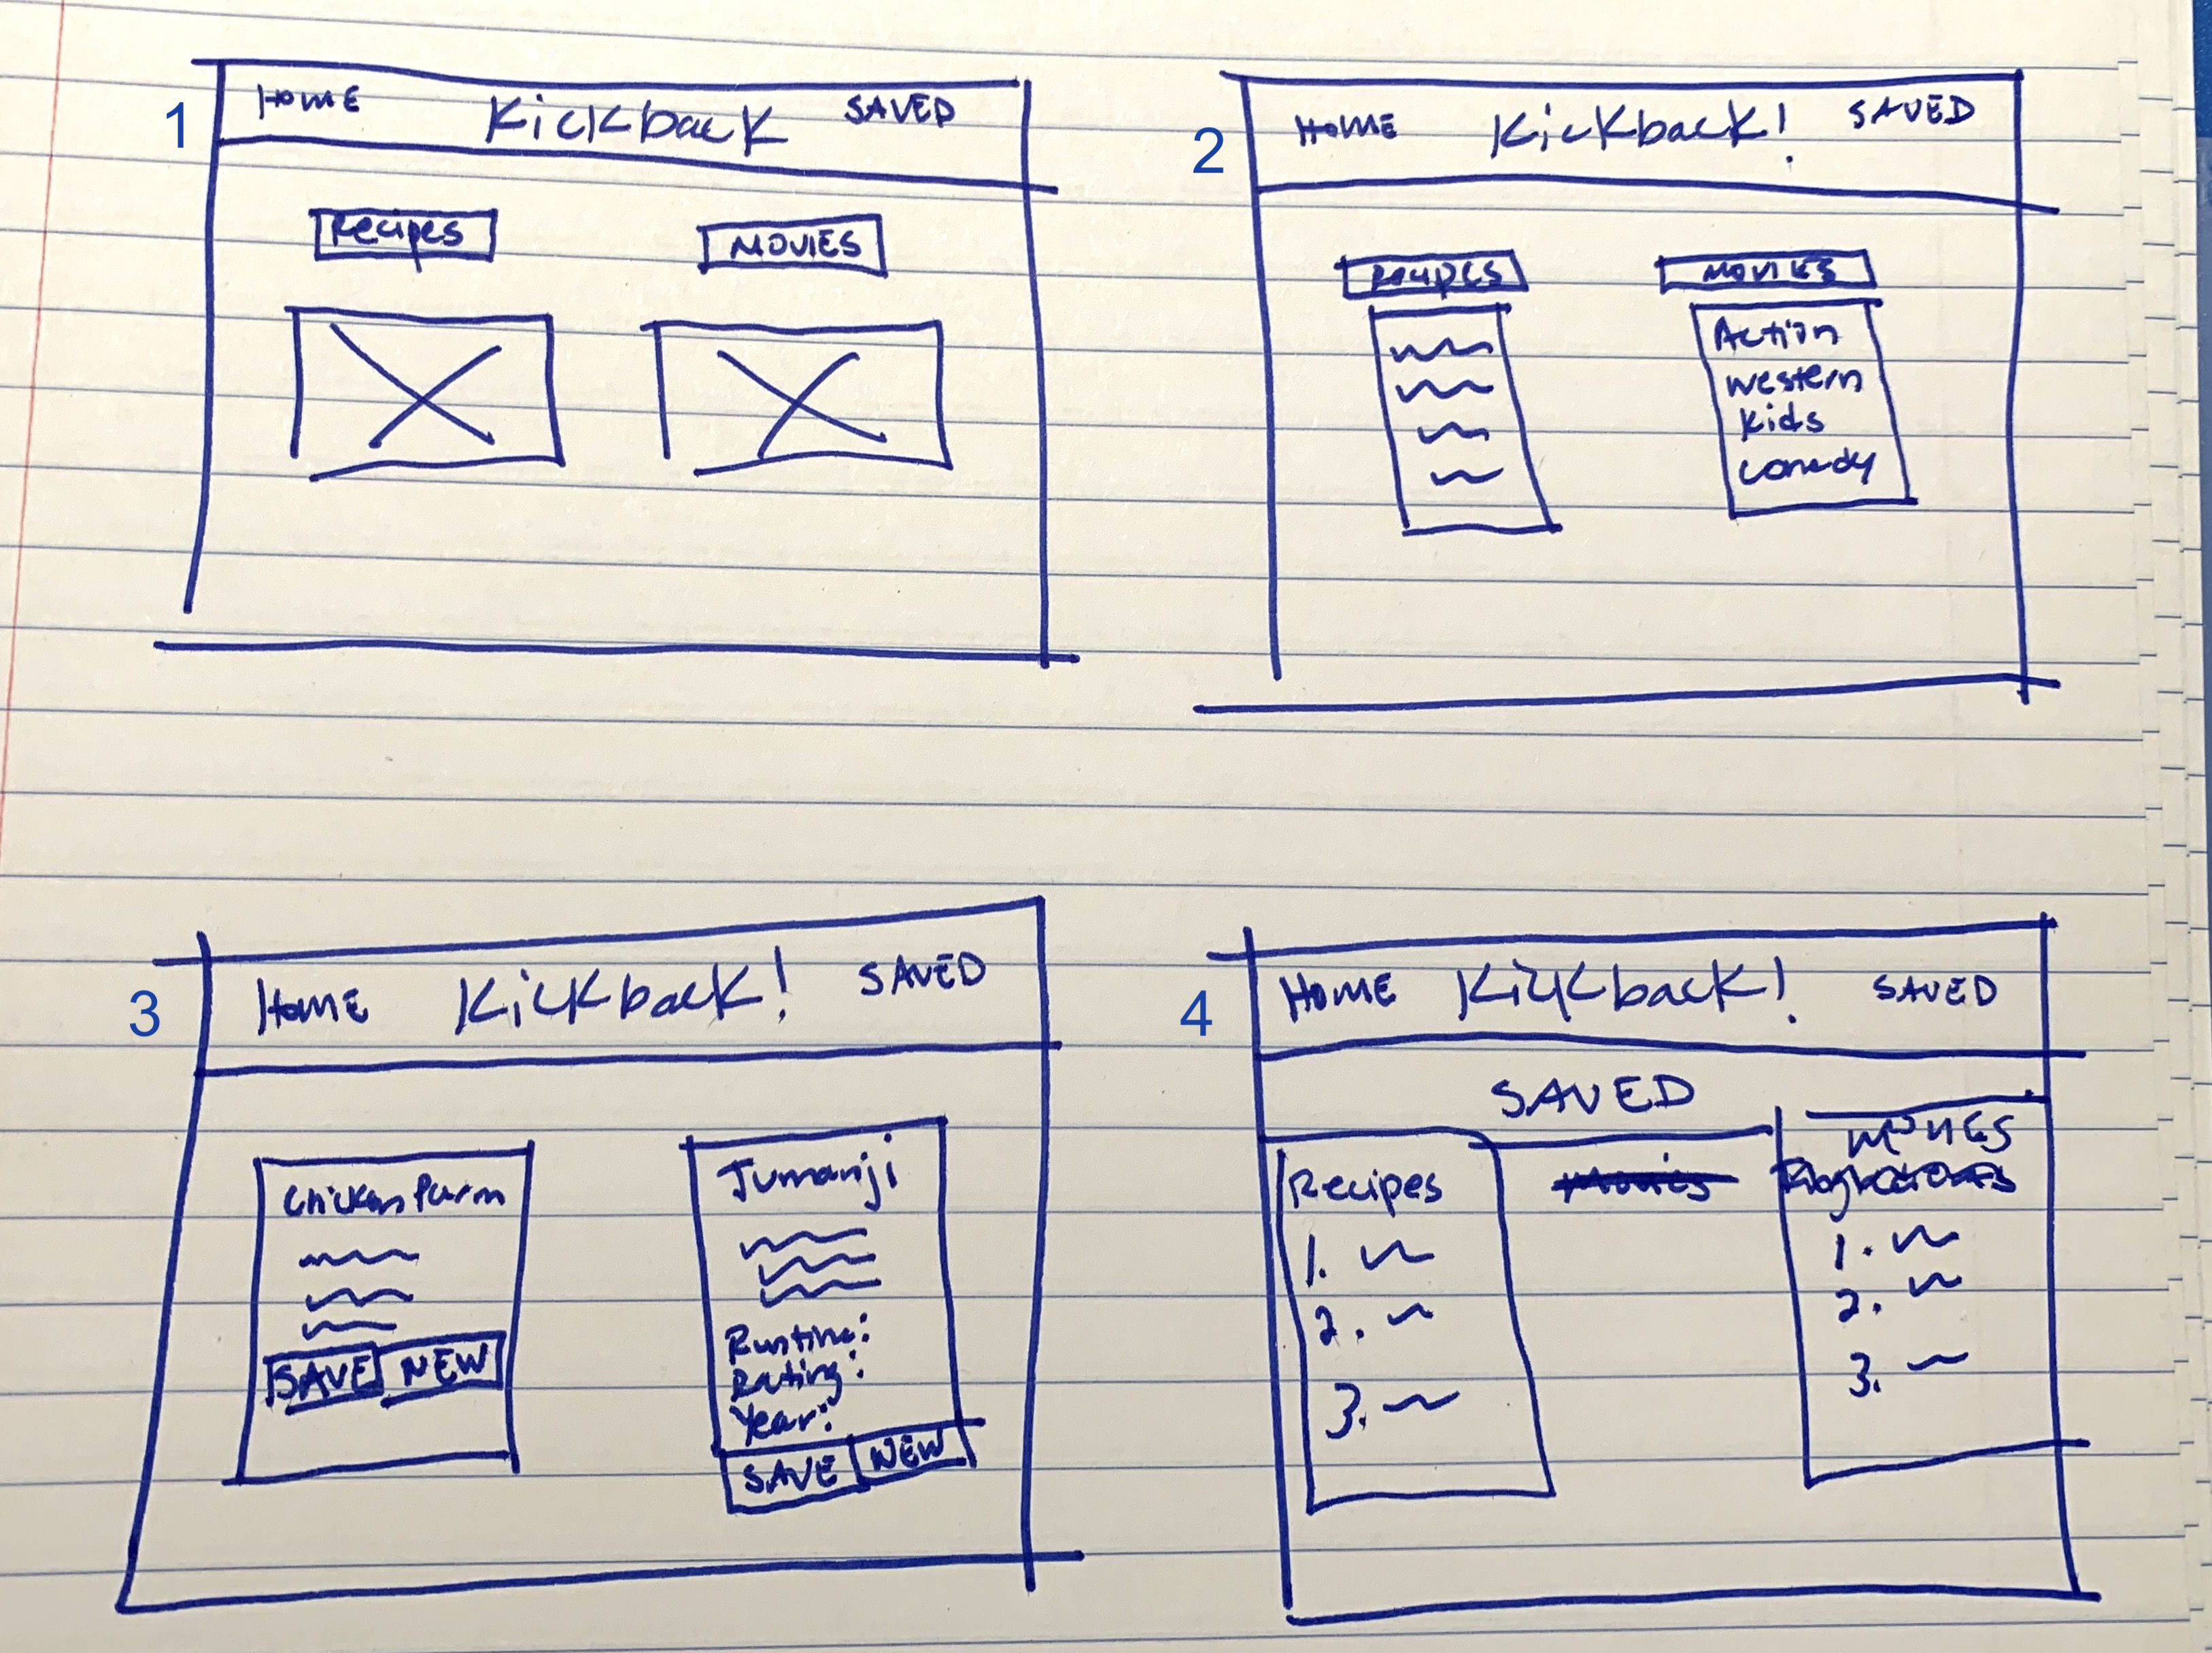 1
HOME Kickback SAVED
Recipes MOVIES
2
HOME Kickback! SAVED
Recipes MOVIES
Action
Western
Kids
Comedy
3
HOME Kickback! SAVED
Chicken Parm
SAVE NEW
Jumanji
Runtime:
Rating:
Year:
SAVE NEW
4
HOME Kickback! SAVED
SAVED
Recipes
1.
2.
3.
Movies
MOVIES
1.
2.
3.